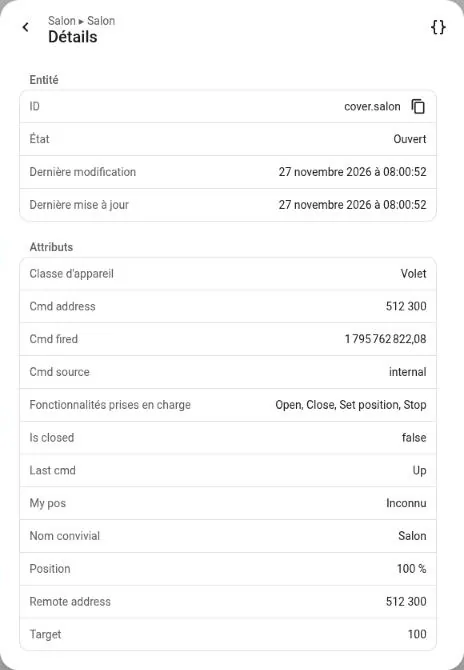 Salon ▸ Salon
Détails
Entité
ID cover.salon
État Ouvert
Dernière modification 27 novembre 2026 à 08:00:52
Dernière mise à jour 27 novembre 2026 à 08:00:52
Attributs
Classe d'appareil Volet
Cmd address 512 300
Cmd fired 1 795 762 822,08
Cmd source internal
Fonctionnalités prises en charge Open, Close, Set position, Stop
Is closed false
Last cmd Up
My pos Inconnu
Nom convivial Salon
Position 100 %
Remote address 512 300
Target 100